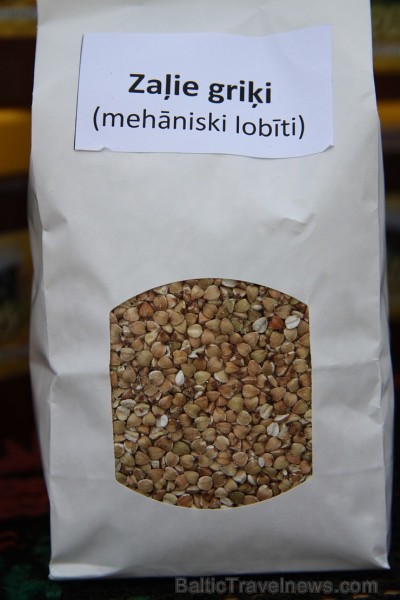 Zaļie griķi
(mehāniski lobīti)
BalticTravelnews.com